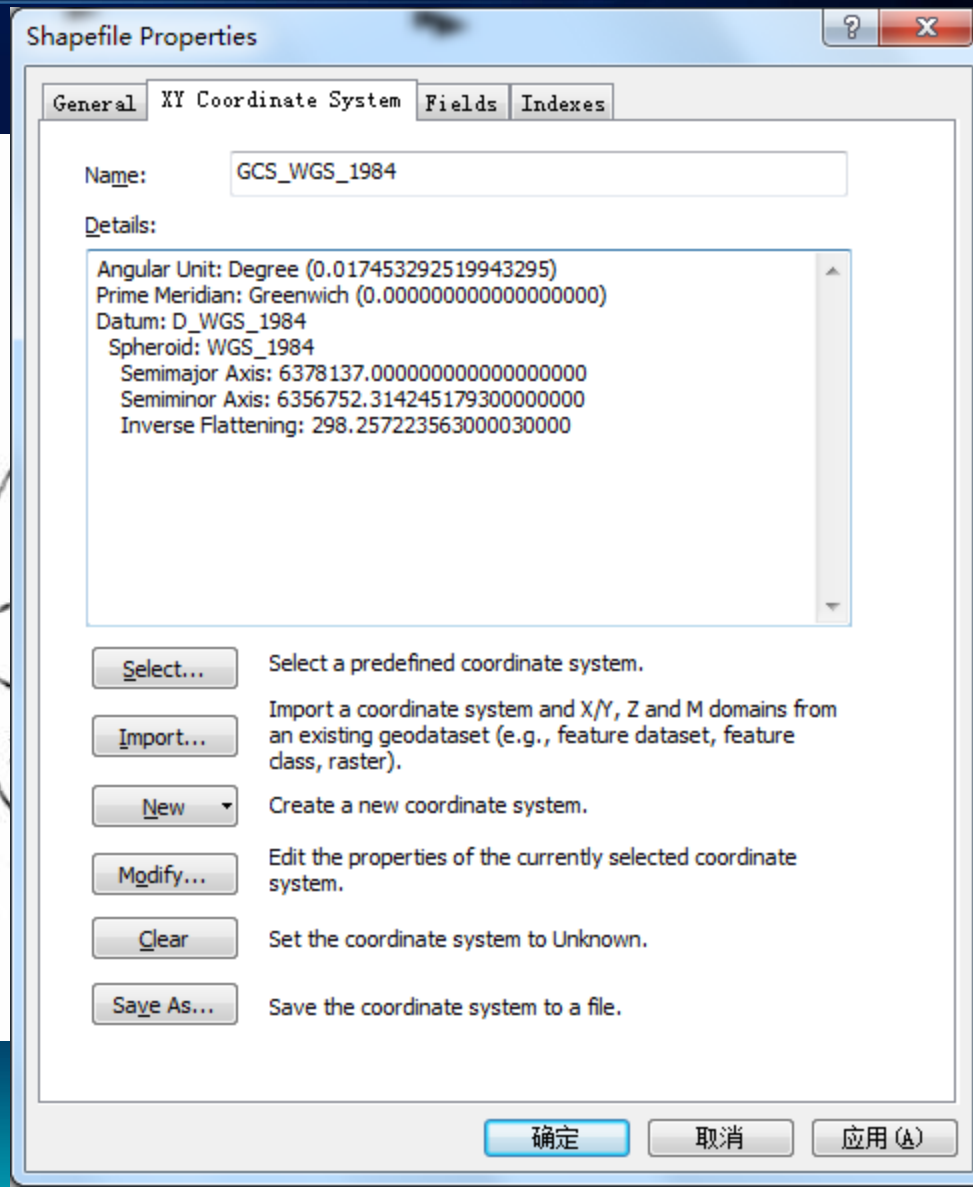 Shapefile Properties
General XY Coordinate System Fields Indexes
Name: GCS_WGS_1984
Details:
Angular Unit: Degree (0.017453292519943295)
Prime Meridian: Greenwich (0.000000000000000000)
Datum: D_WGS_1984
Spheroid: WGS_1984
Semimajor Axis: 6378137.000000000000000000
Semiminor Axis: 6356752.314245179300000000
Inverse Flattening: 298.257223563000030000
Select... Select a predefined coordinate system.
Import... Import a coordinate system and X/Y, Z and M domains from
an existing geodataset (e.g., feature dataset, feature
class, raster).
New Create a new coordinate system.
Modify... Edit the properties of the currently selected coordinate
system.
Clear Set the coordinate system to Unknown.
Save As... Save the coordinate system to a file.
确定 取消 应用(A)